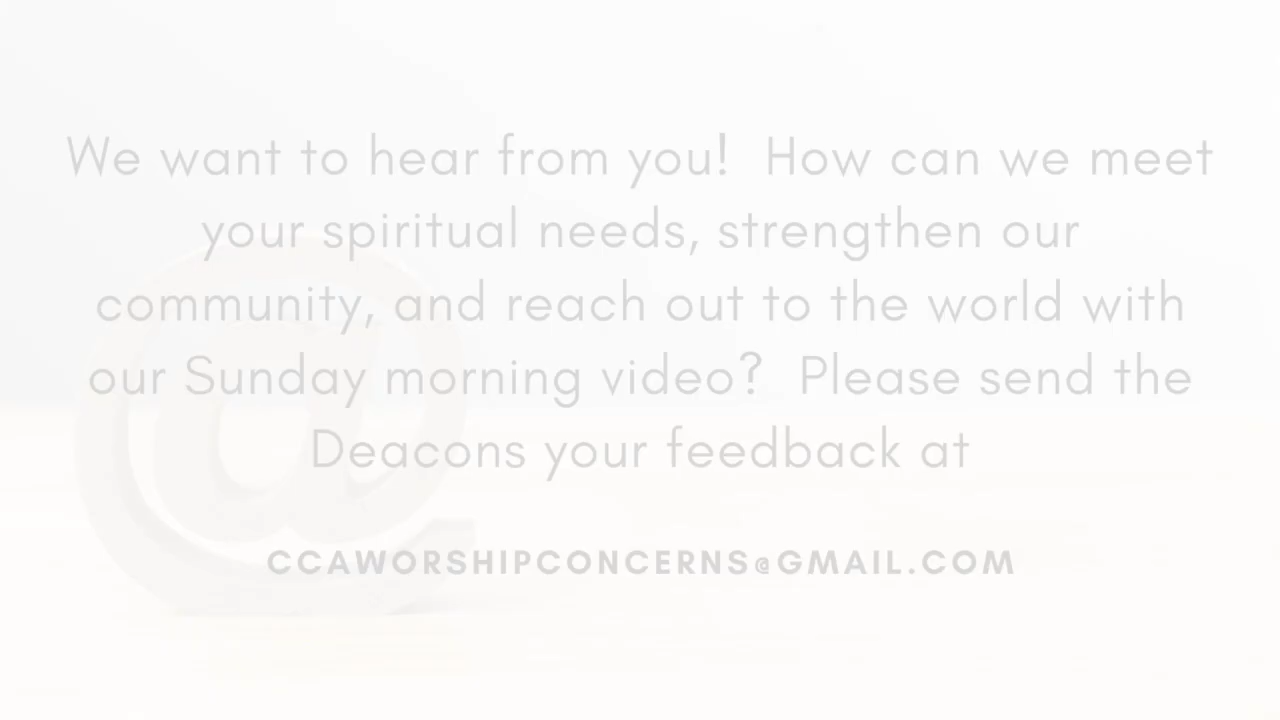 We want to hear from you!  How can we meet
your spiritual needs, strengthen our
community, and reach out to the world with
our Sunday morning video?  Please send the
Deacons your feedback at
CCAWORSHIPCONCERNS@GMAIL.COM